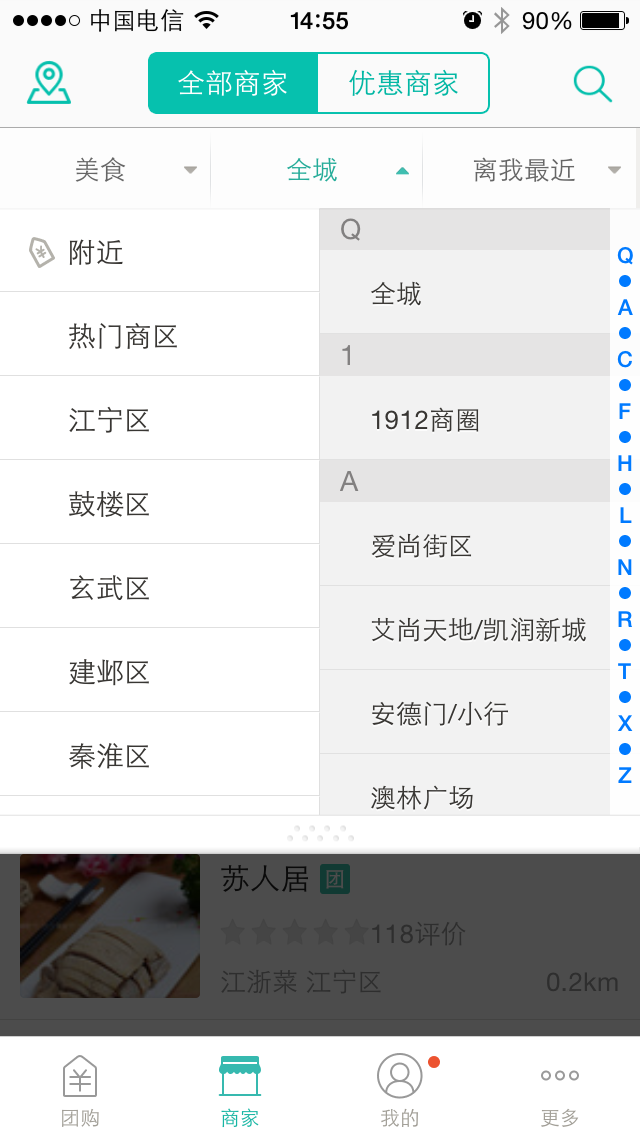 中国电信 14:55 90%
全部商家 优惠商家
美食 全城 离我最近
附近
热门商区
江宁区
鼓楼区
玄武区
建邺区
秦淮区
Q
全城
1
1912商圈
A
爱尚街区
艾尚天地/凯润新城
安德门/小行
澳林广场
Q
A
C
F
H
L
N
R
T
X
Z
苏人居 团
118评价
江浙菜 江宁区 0.2km
团购 商家 我的 更多